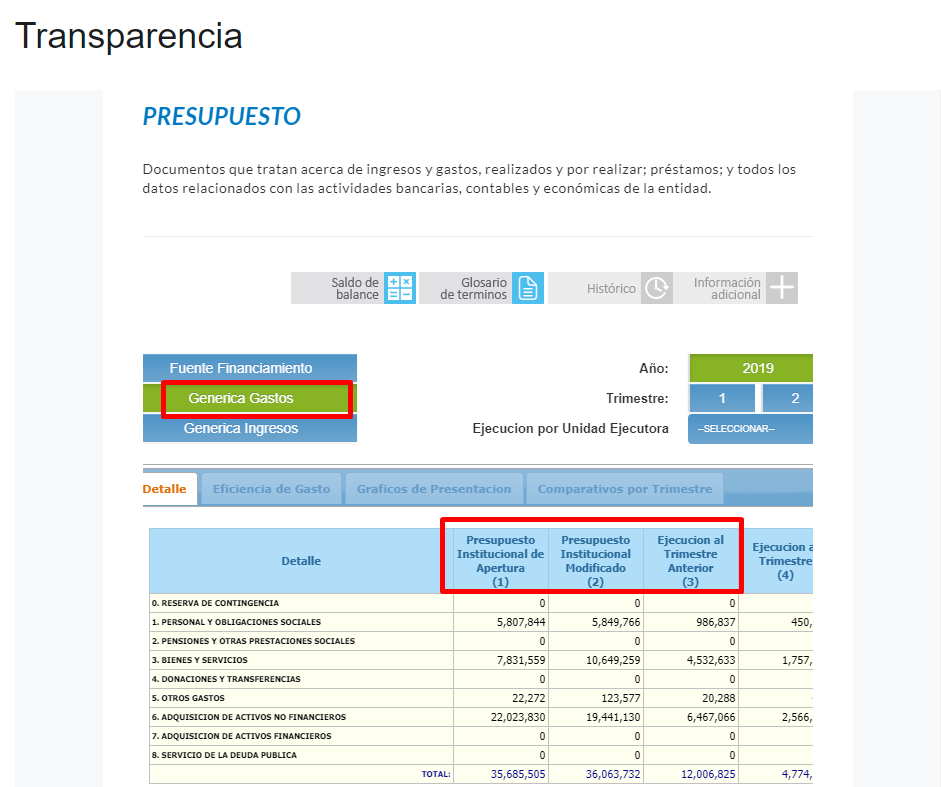 Transparencia
PRESUPUESTO
Documentos que tratan acerca de ingresos y gastos, realizados y por realizar; préstamos; y todos los
datos relacionados con las actividades bancarias, contables y económicas de la entidad.
Saldo de
balance
Glosario
de terminos
Histórico
Información
adicional
Fuente Financiamiento
Generica Gastos
Generica Ingresos
Año: 2019
Trimestre: 1 2
Ejecucion por Unidad Ejecutora --SELECCIONAR--
Detalle Eficiencia de Gasto Graficos de Presentacion Comparativos por Trimestre
Detalle
Presupuesto
Institucional de
Apertura
(1)
Presupuesto
Institucional
Modificado
(2)
Ejecucion al
Trimestre
Anterior
(3)
Ejecucion a
Trimestre
(4)
0. RESERVA DE CONTINGENCIA 0 0 0
1. PERSONAL Y OBLIGACIONES SOCIALES 5,807,844 5,849,766 986,837 450,
2. PENSIONES Y OTRAS PRESTACIONES SOCIALES 0 0 0
3. BIENES Y SERVICIOS 7,831,559 10,649,259 4,532,633 1,757,
4. DONACIONES Y TRANSFERENCIAS 0 0 0
5. OTROS GASTOS 22,272 123,577 20,288
6. ADQUISICION DE ACTIVOS NO FINANCIEROS 22,023,830 19,441,130 6,467,066 2,566,
7. ADQUISICION DE ACTIVOS FINANCIEROS 0 0 0
8. SERVICIO DE LA DEUDA PUBLICA 0 0 0
TOTAL: 35,685,505 36,063,732 12,006,825 4,774,